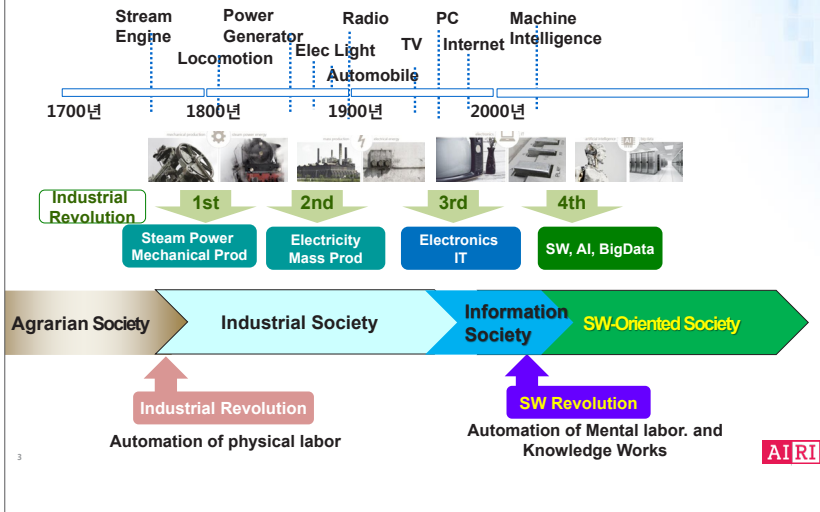 Stream
Engine
Power
Generator
Radio
PC
Machine
Intelligence
Locomotion
Elec Light
TV
Internet
Automobile
1700년
1800년
1900년
2000년
Industrial
Revolution
1st
2nd
3rd
4th
Steam Power
Mechanical Prod
Electricity
Mass Prod
Electronics
IT
SW, AI, BigData
Agrarian Society
Industrial Society
Information
Society
SW-Oriented Society
Industrial Revolution
SW Revolution
Automation of physical labor
Automation of Mental labor. and
Knowledge Works
3
AIRI